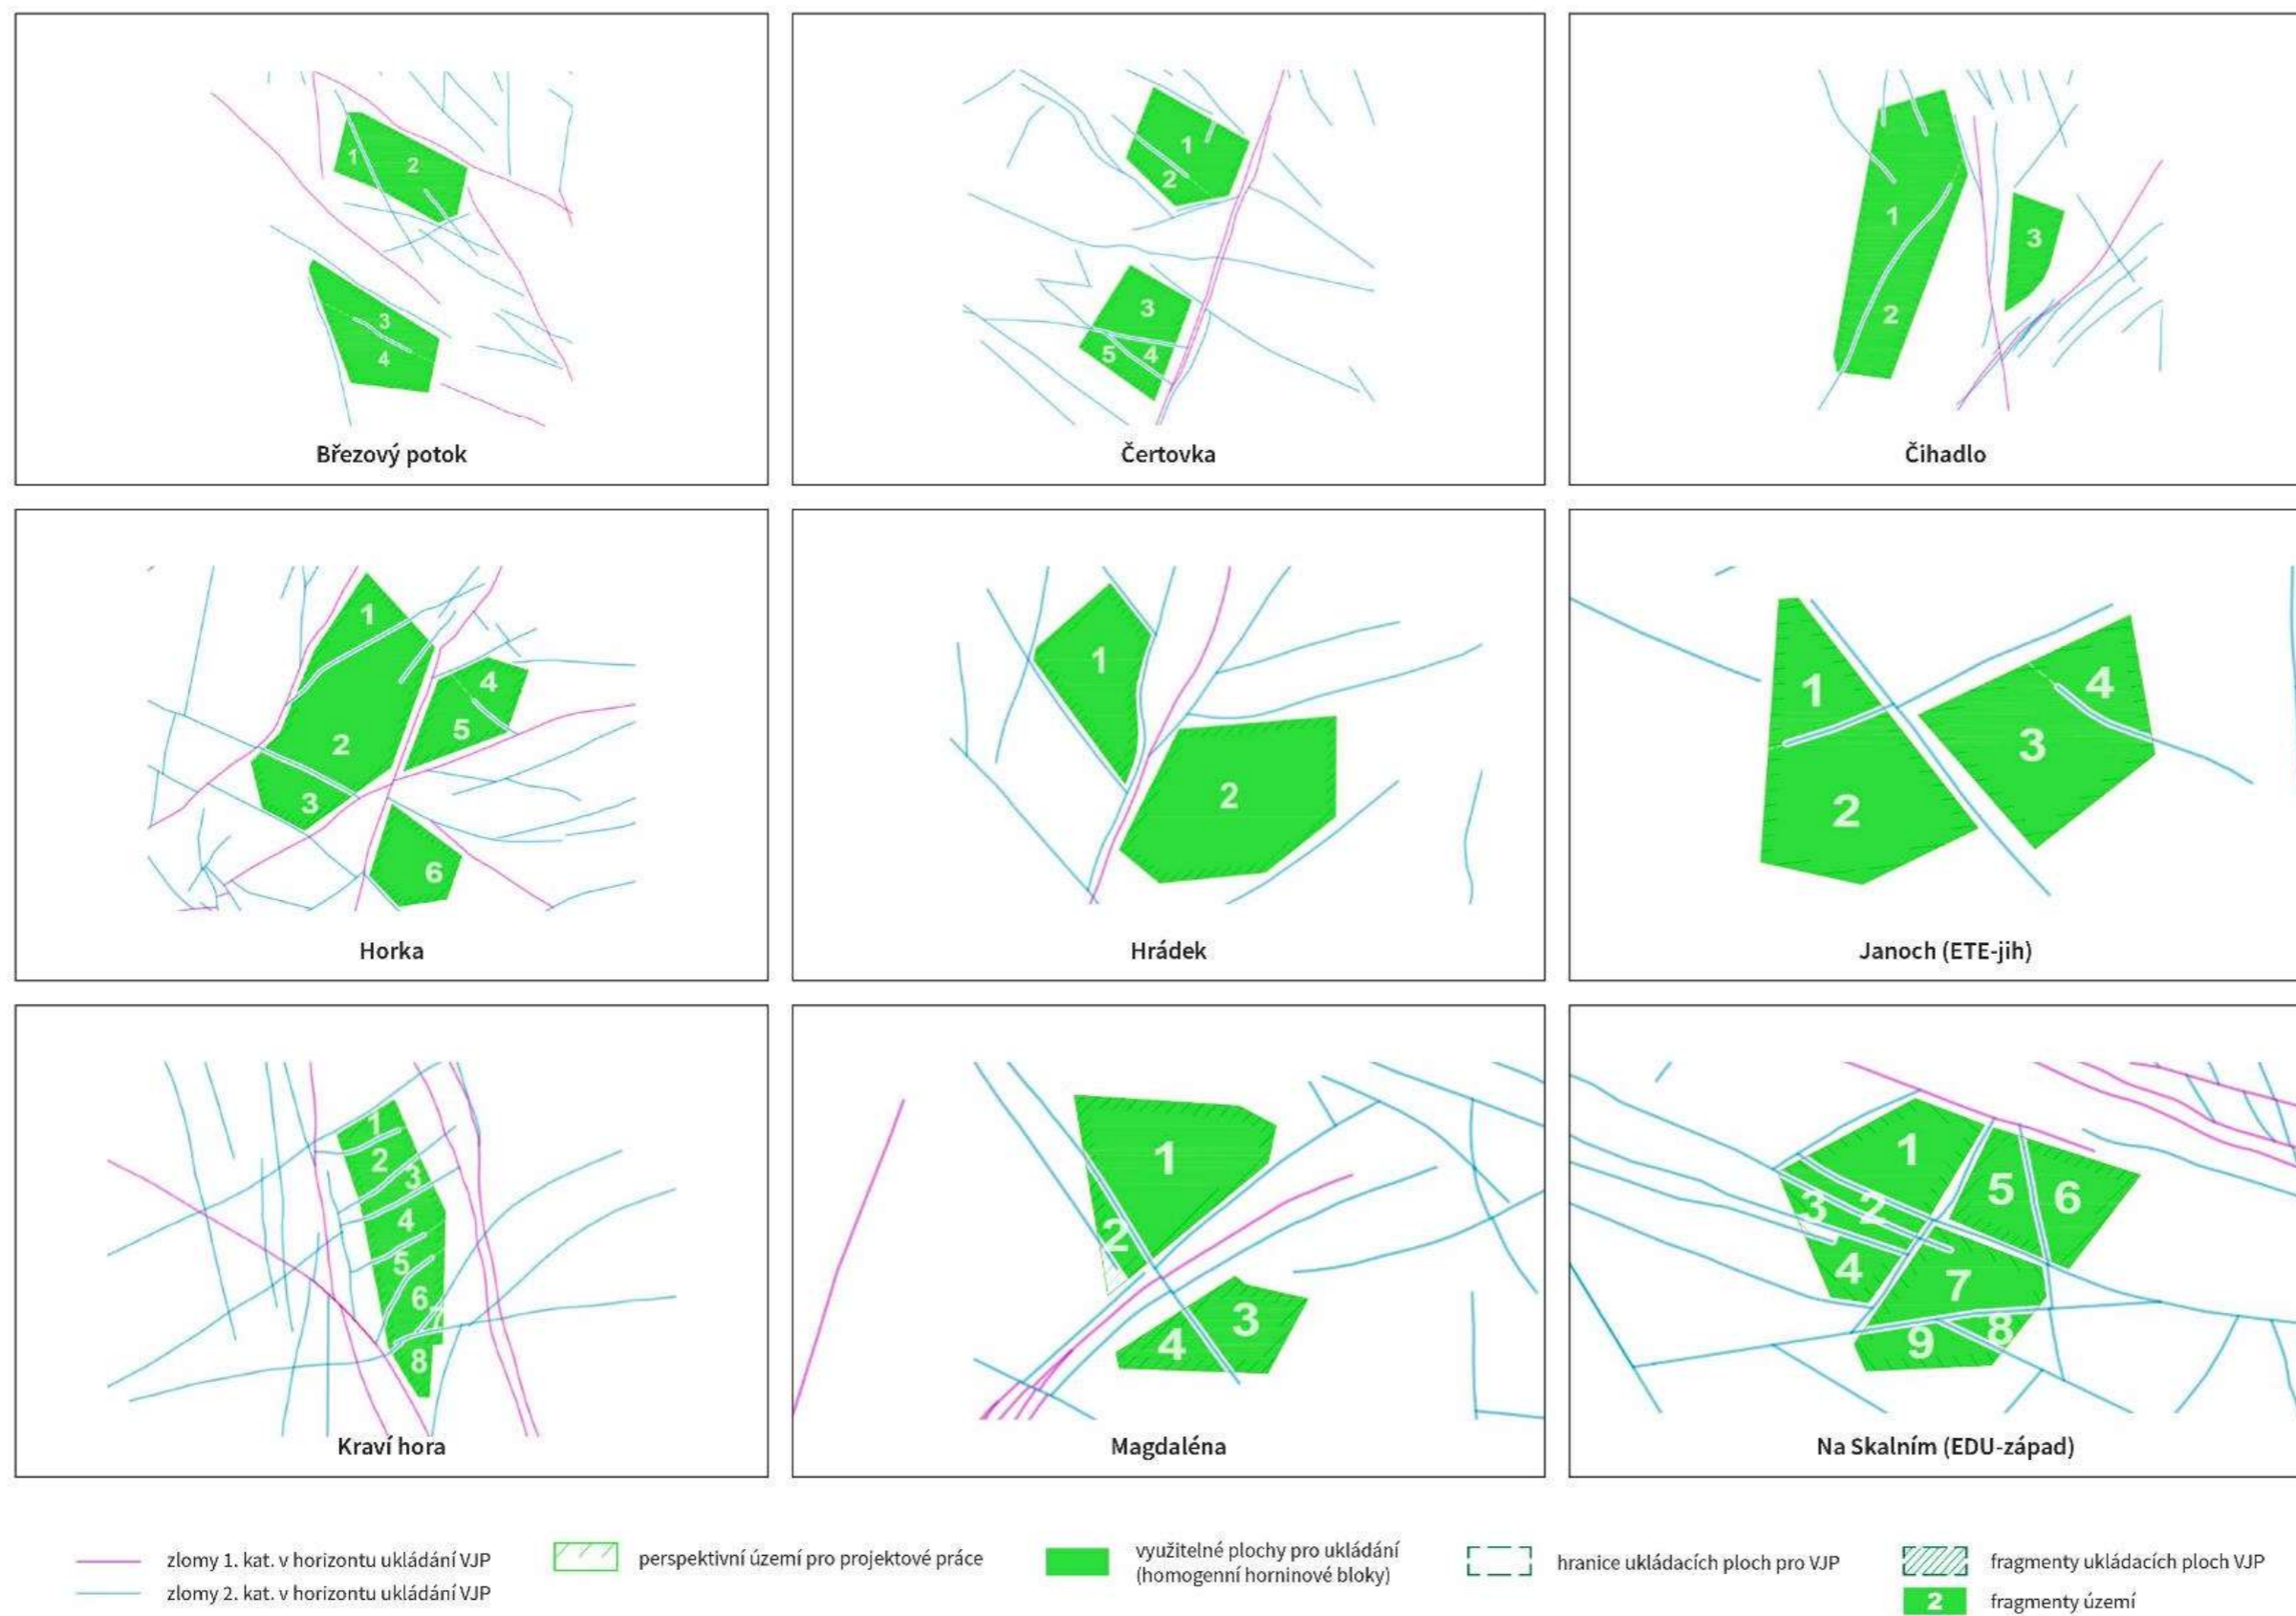 1
2
3
4
Březový potok
1
2
3
5
4
Čertovka
1
3
2
Čihadlo
1
4
5
2
3
6
Horka
1
2
Hrádek
1
4
3
2
Janoch (ETE-jih)
1
2
3
4
5
6
7
8
Kraví hora
1
2
3
4
Magdaléna
1
5
6
3
2
4
7
8
9
Na Skalním (EDU-západ)
zlomy 1. kat. v horizontu ukládání VJP
zlomy 2. kat. v horizontu ukládání VJP
perspektivní území pro projektové práce
využitelné plochy pro ukládání
(homogenní horninové bloky)
hranice ukládacích ploch pro VJP
fragmenty ukládacích ploch VJP
2 fragmenty území